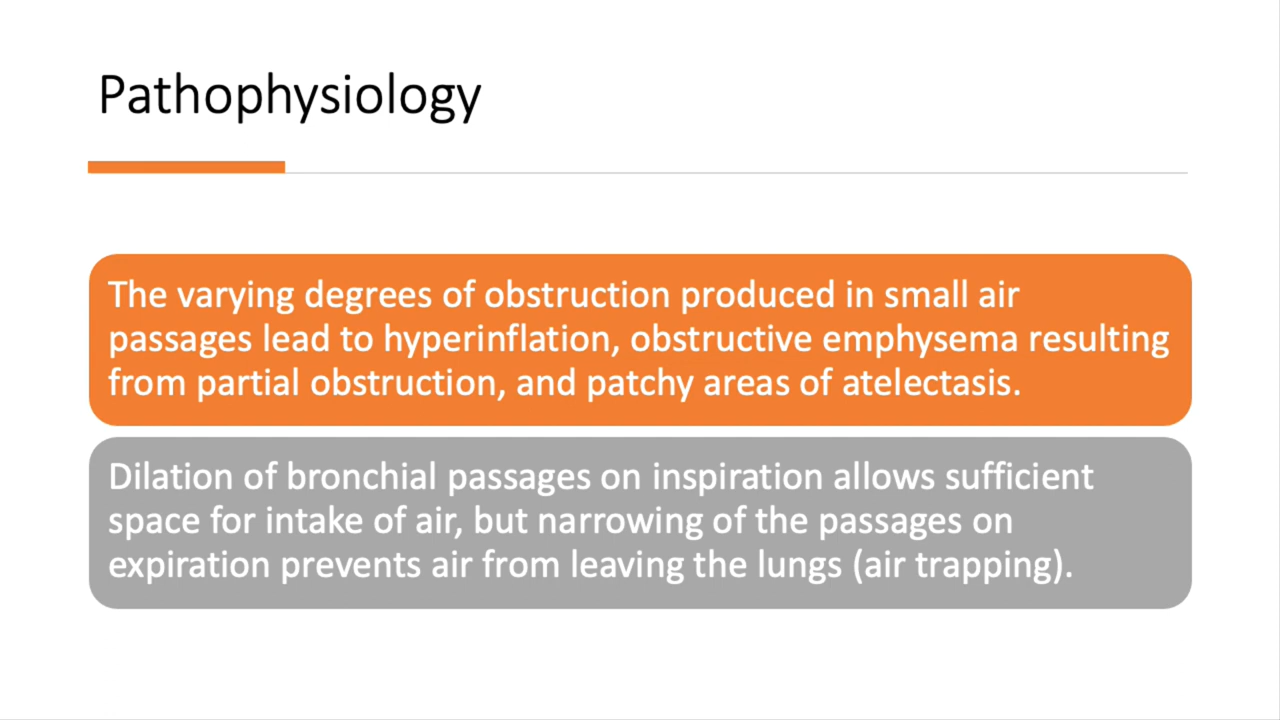 Pathophysiology
The varying degrees of obstruction produced in small air
passages lead to hyperinflation, obstructive emphysema resulting
from partial obstruction, and patchy areas of atelectasis.
Dilation of bronchial passages on inspiration allows sufficient
space for intake of air, but narrowing of the passages on
expiration prevents air from leaving the lungs (air trapping).